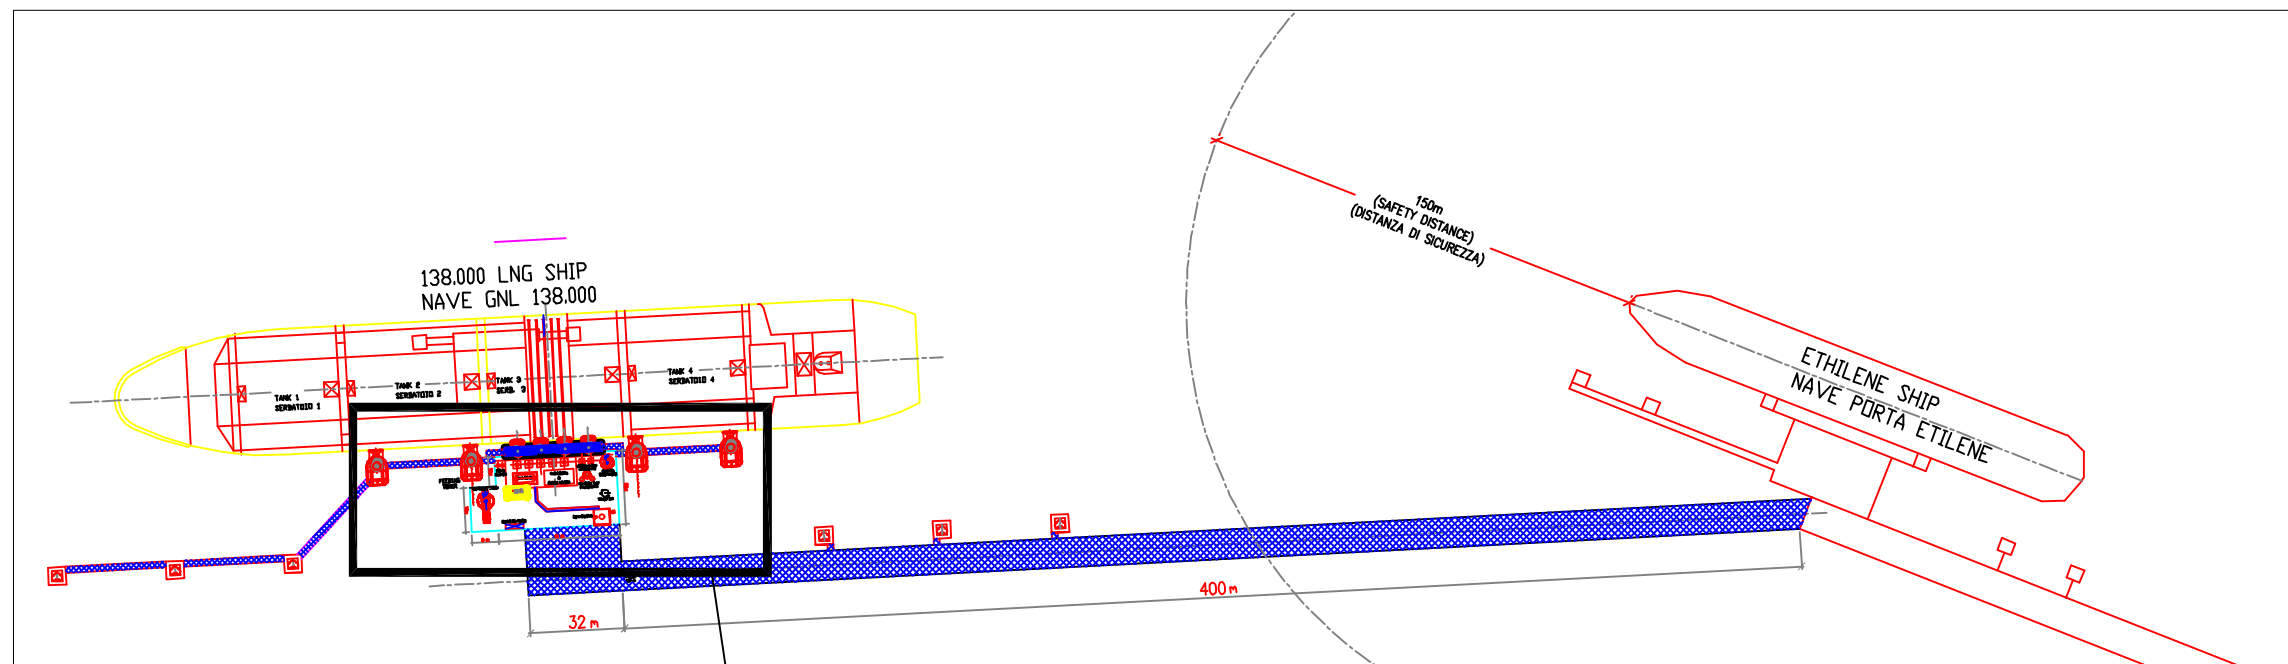 138.000 LNG SHIP
NAVE GNL 138.000
TANK 1
SERBATOIO 1
TANK 2
SERBATOIO 2
TANK 3
SERB. 3
TANK 4
SERBATOIO 4
150m
(SAFETY DISTANCE)
(DISTANZA DI SICUREZZA)
ETHILENE SHIP
NAVE PORTA ETILENE
32 m
400 m